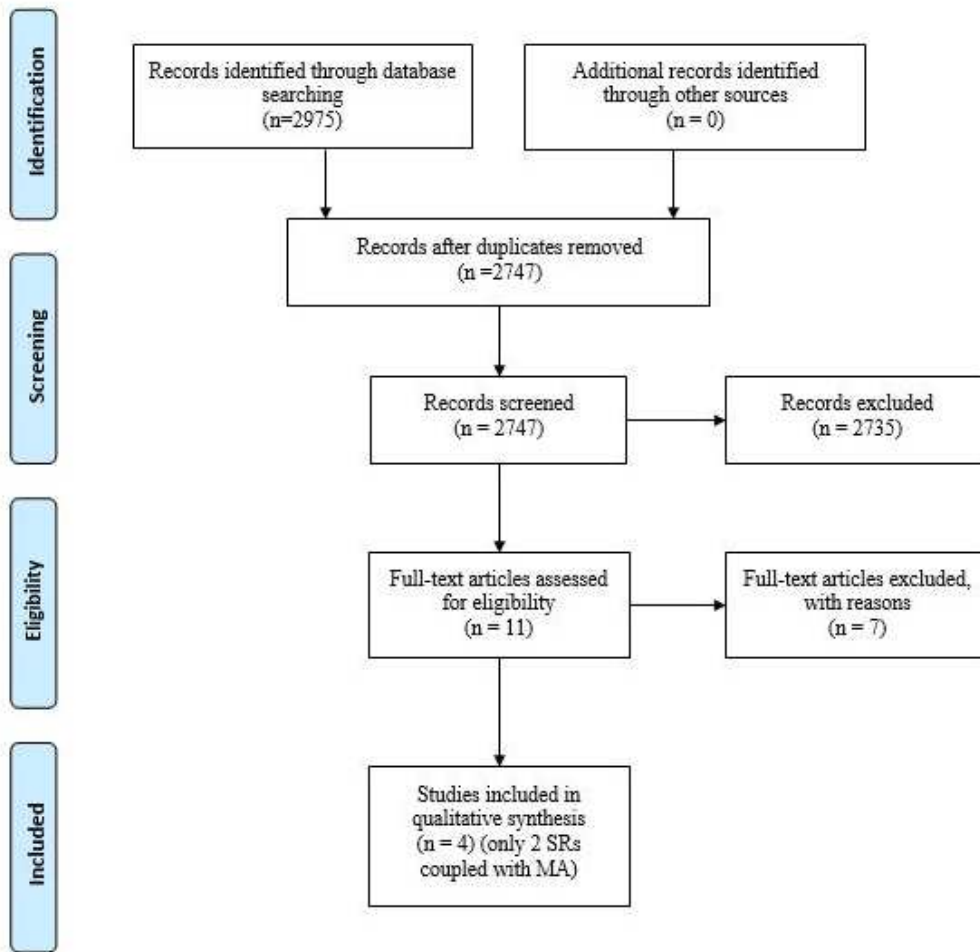 Identification
Records identified through database
searching
(n=2975)
Additional records identified
through other sources
(n = 0)
Screening
Records after duplicates removed
(n =2747)
Records screened
(n = 2747)
Records excluded
(n = 2735)
Eligibility
Full-text articles assessed
for eligibility
(n = 11)
Full-text articles excluded,
with reasons
(n = 7)
Included
Studies included in
qualitative synthesis
(n = 4) (only 2 SRs
coupled with MA)